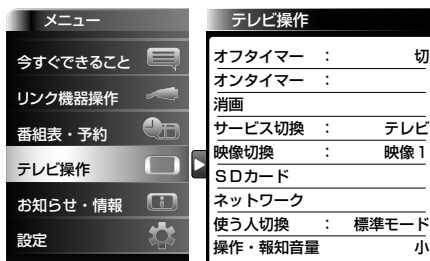 メニュー
今すぐできること
リンク機器操作
番組表・予約
テレビ操作
お知らせ・情報
設定
テレビ操作
オフタイマー ： 切
オンタイマー ：
消画
サービス切換 ： テレビ
映像切換 ： 映像１
ＳＤカード
ネットワーク
使う人切換 ： 標準モード
操作・報知音量 小